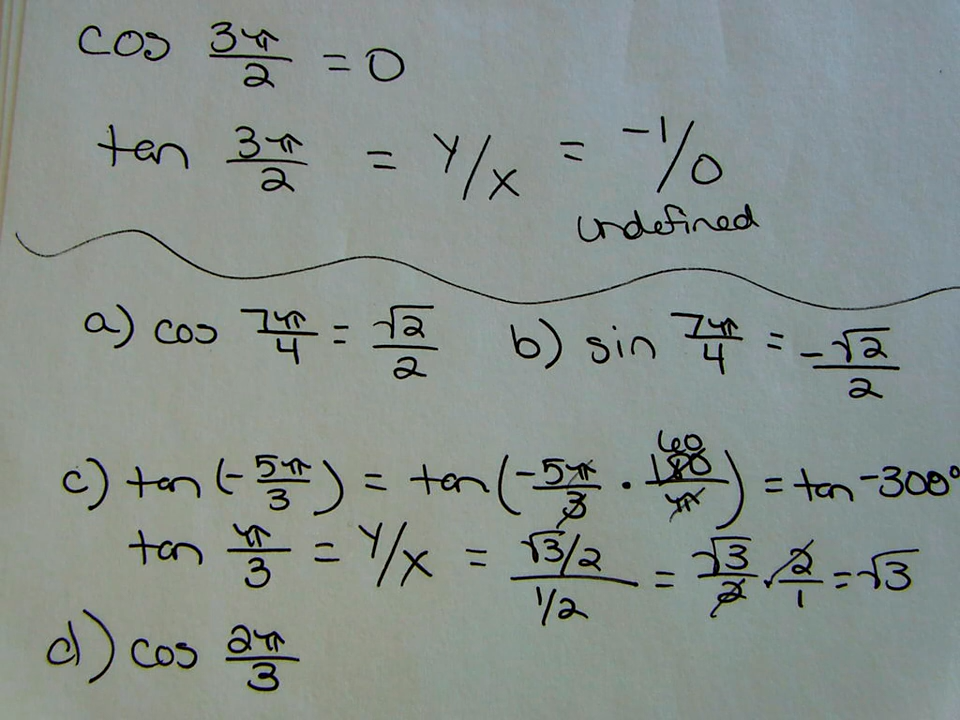 cos 3π/2 = 0
tan 3π/2 = y/x = -1/0
undefined
a) cos 7π/4 = √2/2 b) sin 7π/4 = -√2/2
c) tan(-5π/3) = tan(-5π/3 · 180/π) 60 = tan -300°
tan π/3 = y/x = (√3/2)/(1/2) = √3/2 · 2/1 = √3
d) cos 2π/3